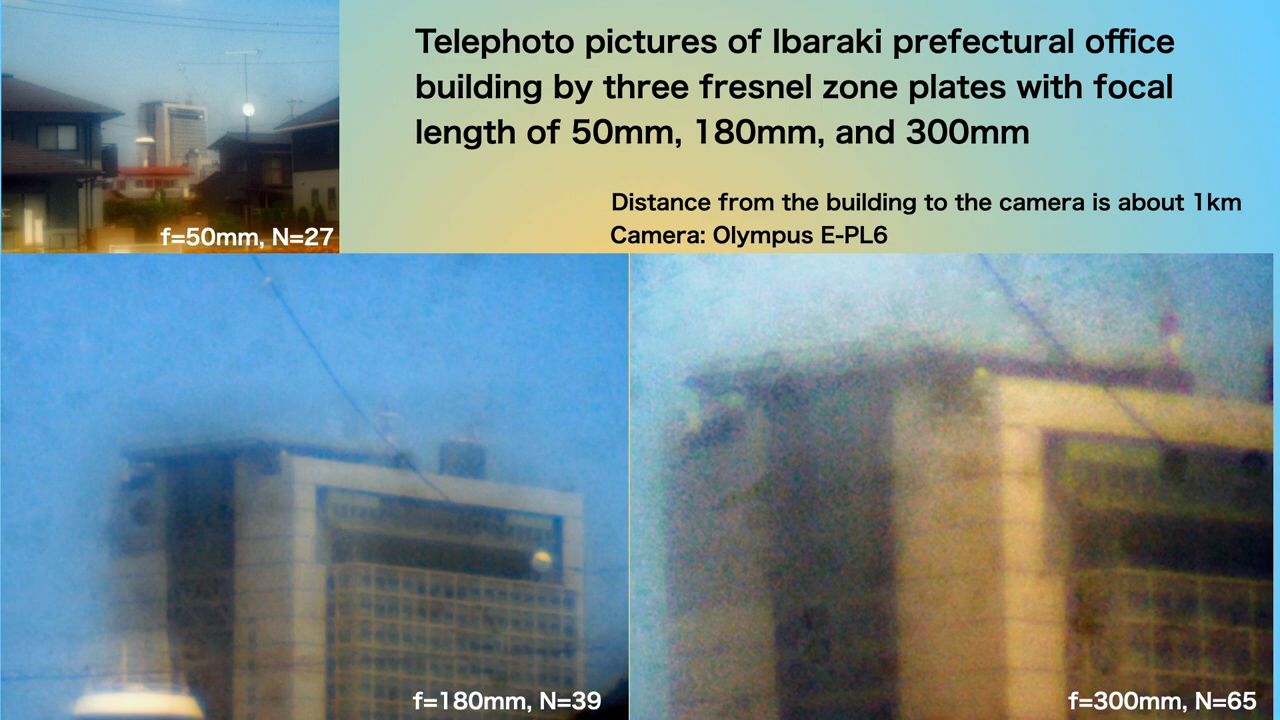 Telephoto pictures of Ibaraki prefectural office
building by three fresnel zone plates with focal
length of 50mm, 180mm, and 300mm
Distance from the building to the camera is about 1km
Camera: Olympus E-PL6
f=50mm, N=27
f=180mm, N=39
f=300mm, N=65